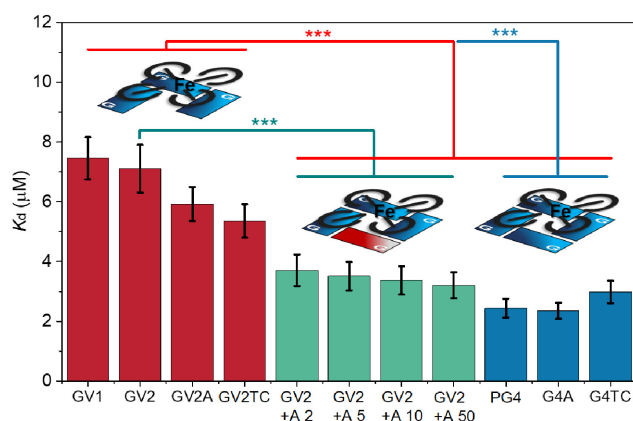 12
10
8
6
4
2
0
Kd (μM)
***
***
***
Fe
G
G
G
Fe
G
G
G
G
Fe
G
G
G
G
GV1
GV2
GV2A
GV2TC
GV2
+A 2
GV2
+A 5
GV2
+A 10
GV2
+A 50
PG4
G4A
G4TC